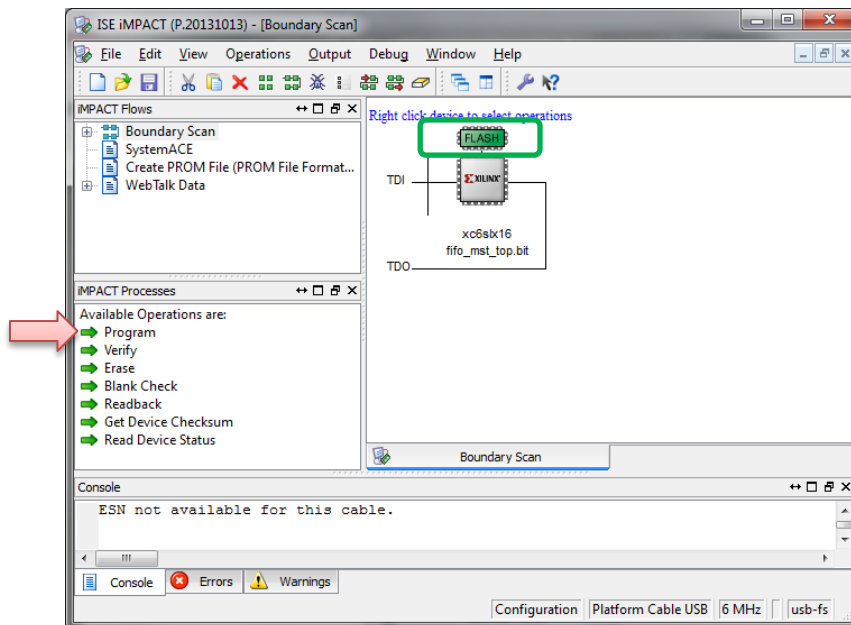 ISE iMPACT (P.20131013) - [Boundary Scan]
File Edit View Operations Output Debug Window Help
iMPACT Flows
Boundary Scan
SystemACE
Create PROM File (PROM File Format...
WebTalk Data
Right click device to select operations
FLASH
TDI
XILINX
xc6slx16
fifo_mst_top.bit
TDO
iMPACT Processes
Available Operations are:
Program
Verify
Erase
Blank Check
Readback
Get Device Checksum
Read Device Status
Boundary Scan
Console
ESN not available for this cable.
Console Errors Warnings
Configuration Platform Cable USB 6 MHz usb-fs